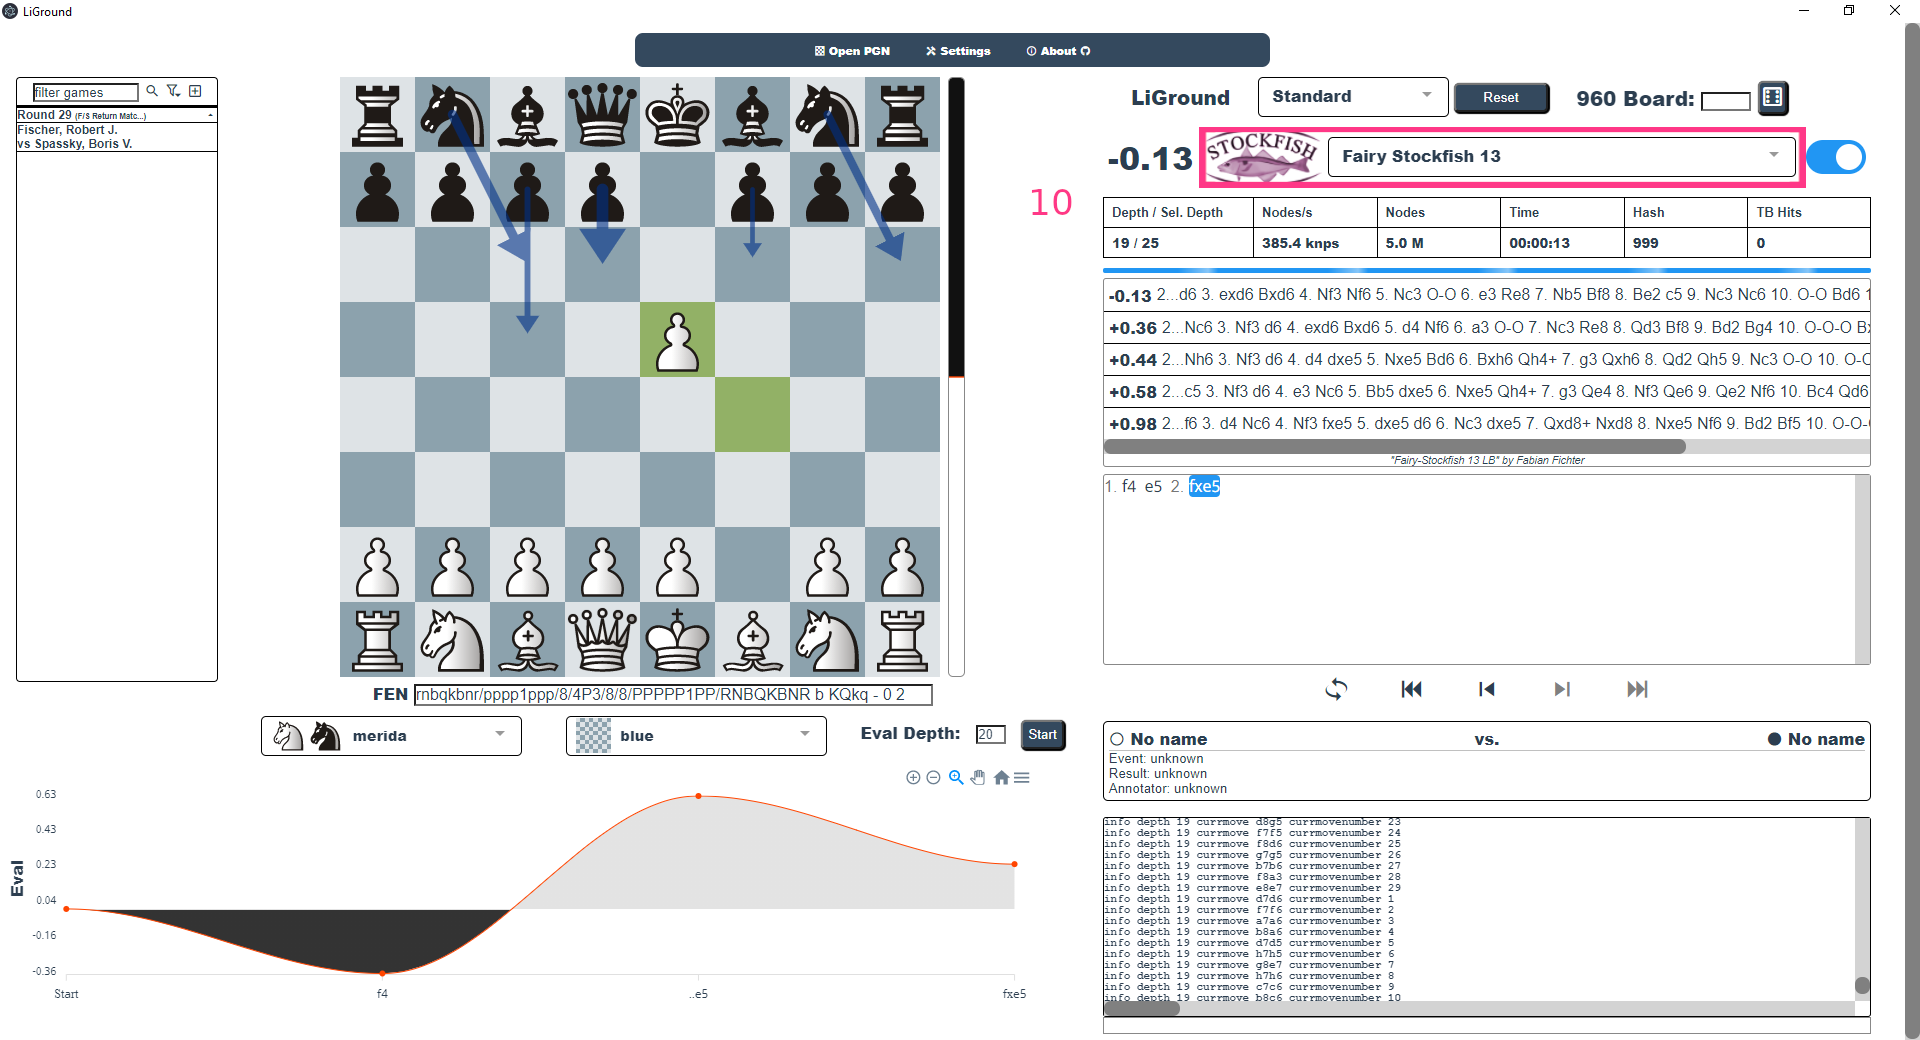 LiGround
Open PGN Settings About
filter games
Round 29 (F/S Return Matc...)
Fischer, Robert J.
vs Spassky, Boris V.
LiGround Standard Reset 960 Board:
-0.13 STOCKFISH Fairy Stockfish 13
10
Depth / Sel. Depth Nodes/s Nodes Time Hash TB Hits
19 / 25 385.4 knps 5.0 M 00:00:13 999 0
-0.13 2...d6 3. exd6 Bxd6 4. Nf3 Nf6 5. Nc3 O-O 6. e3 Re8 7. Nb5 Bf8 8. Be2 c5 9. Nc3 Nc6 10. O-O Bd6 1
+0.36 2...Nc6 3. Nf3 d6 4. exd6 Bxd6 5. d4 Nf6 6. a3 O-O 7. Nc3 Re8 8. Qd3 Bf8 9. Bd2 Bg4 10. O-O-O Bx
+0.44 2...Nh6 3. Nf3 d6 4. d4 dxe5 5. Nxe5 Bd6 6. Bxh6 Qh4+ 7. g3 Qxh6 8. Qd2 Qh5 9. Nc3 O-O 10. O-O
+0.58 2...c5 3. Nf3 d6 4. e3 Nc6 5. Bb5 dxe5 6. Nxe5 Qh4+ 7. g3 Qe4 8. Nf3 Qe6 9. Qe2 Nf6 10. Bc4 Qd6
+0.98 2...f6 3. d4 Nc6 4. Nf3 fxe5 5. dxe5 d6 6. Nc3 dxe5 7. Qxd8+ Nxd8 8. Nxe5 Nf6 9. Bd2 Bf5 10. O-O-
"Fairy-Stockfish 13 LB" by Fabian Fichter
1. f4 e5 2. fxe5
FEN rnbqkbnr/pppp1ppp/8/4P3/8/8/PPPPP1PP/RNBQKBNR b KQkq - 0 2
merida blue Eval Depth: 20 Start
No name vs. No name
Event: unknown
Result: unknown
Annotator: unknown
Eval
0.63
0.43
0.23
0.04
-0.16
-0.36
Start f4 ..e5 fxe5
info depth 19 currmove d8g5 currmovenumber 23
info depth 19 currmove f7f5 currmovenumber 24
info depth 19 currmove f8d6 currmovenumber 25
info depth 19 currmove g7g5 currmovenumber 26
info depth 19 currmove b7b6 currmovenumber 27
info depth 19 currmove f8a3 currmovenumber 28
info depth 19 currmove e8e7 currmovenumber 29
info depth 19 currmove d7d6 currmovenumber 1
info depth 19 currmove f7f6 currmovenumber 2
info depth 19 currmove a7a6 currmovenumber 3
info depth 19 currmove b8a6 currmovenumber 4
info depth 19 currmove d7d5 currmovenumber 5
info depth 19 currmove h7h5 currmovenumber 6
info depth 19 currmove g8e7 currmovenumber 7
info depth 19 currmove h7h6 currmovenumber 8
info depth 19 currmove c7c6 currmovenumber 9
info depth 19 currmove b8c6 currmovenumber 10